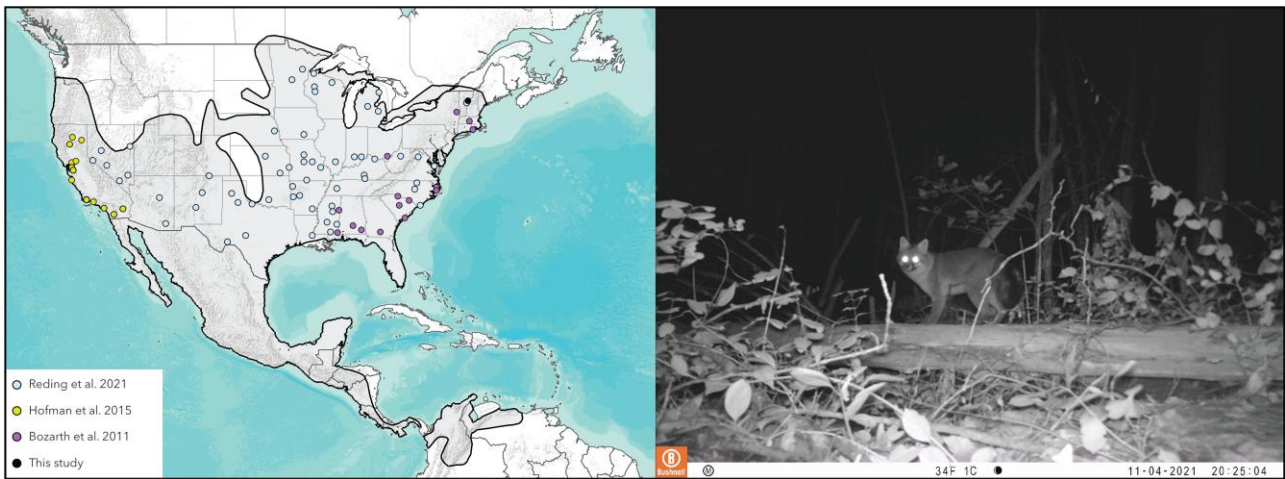 Reding et al. 2021
Hofman et al. 2015
Bozarth et al. 2011
This study
B
Bushnell
M
34F 1C
11-04-2021 20:25:04